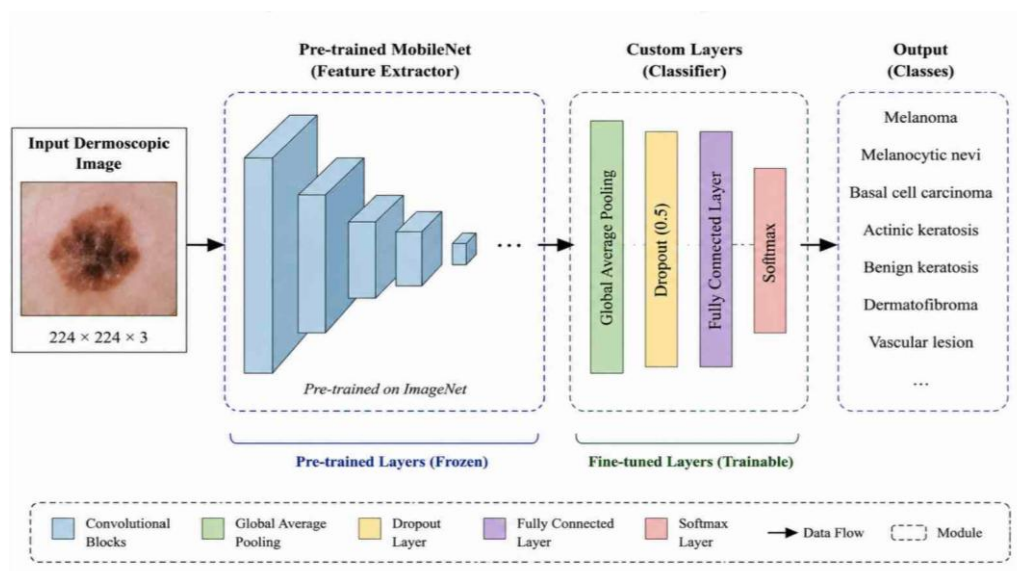 Pre-trained MobileNet
(Feature Extractor)
Custom Layers
(Classifier)
Output
(Classes)
Input Dermoscopic
Image
224 × 224 × 3
Pre-trained on ImageNet
Global Average Pooling
Dropout (0.5)
Fully Connected Layer
Softmax
Melanoma
Melanocytic nevi
Basal cell carcinoma
Actinic keratosis
Benign keratosis
Dermatofibroma
Vascular lesion
...
Pre-trained Layers (Frozen)
Fine-tuned Layers (Trainable)
Convolutional
Blocks
Global Average
Pooling
Dropout
Layer
Fully Connected
Layer
Softmax
Layer
Data Flow
Module